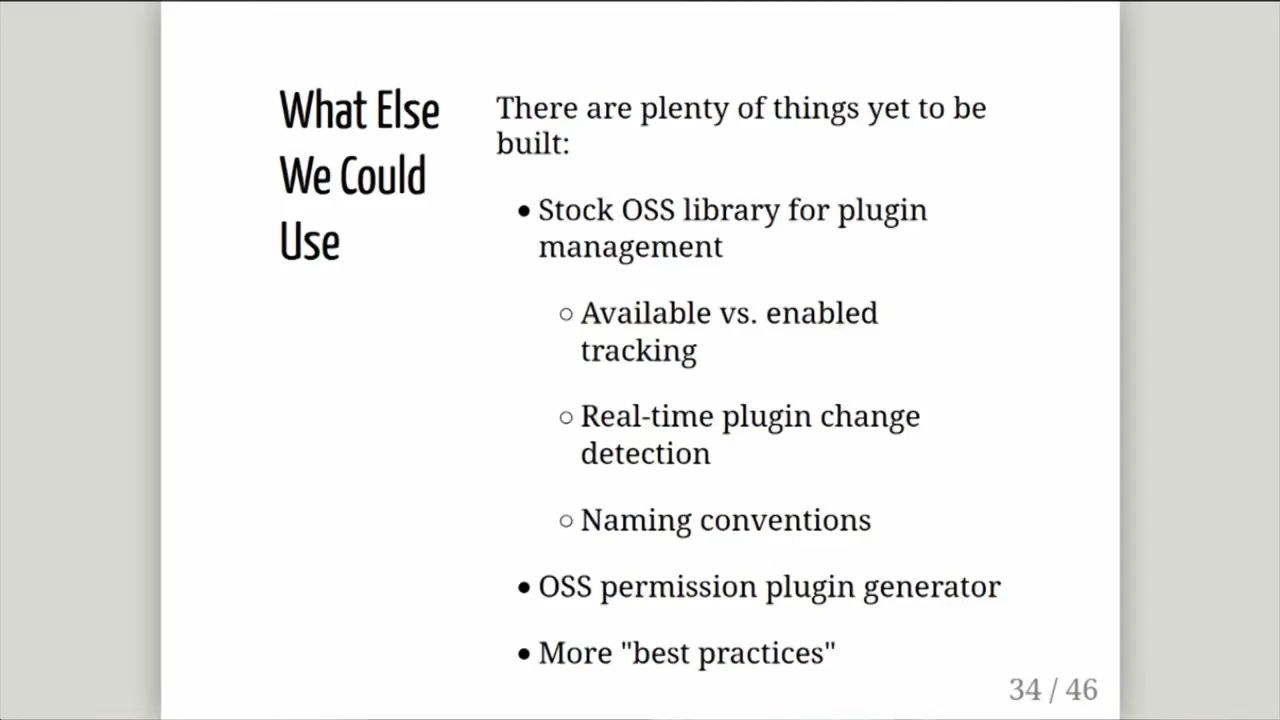 What Else
We Could
Use
There are plenty of things yet to be
built:
• Stock OSS library for plugin
management
○ Available vs. enabled
tracking
○ Real-time plugin change
detection
○ Naming conventions
• OSS permission plugin generator
• More "best practices"
34 / 46